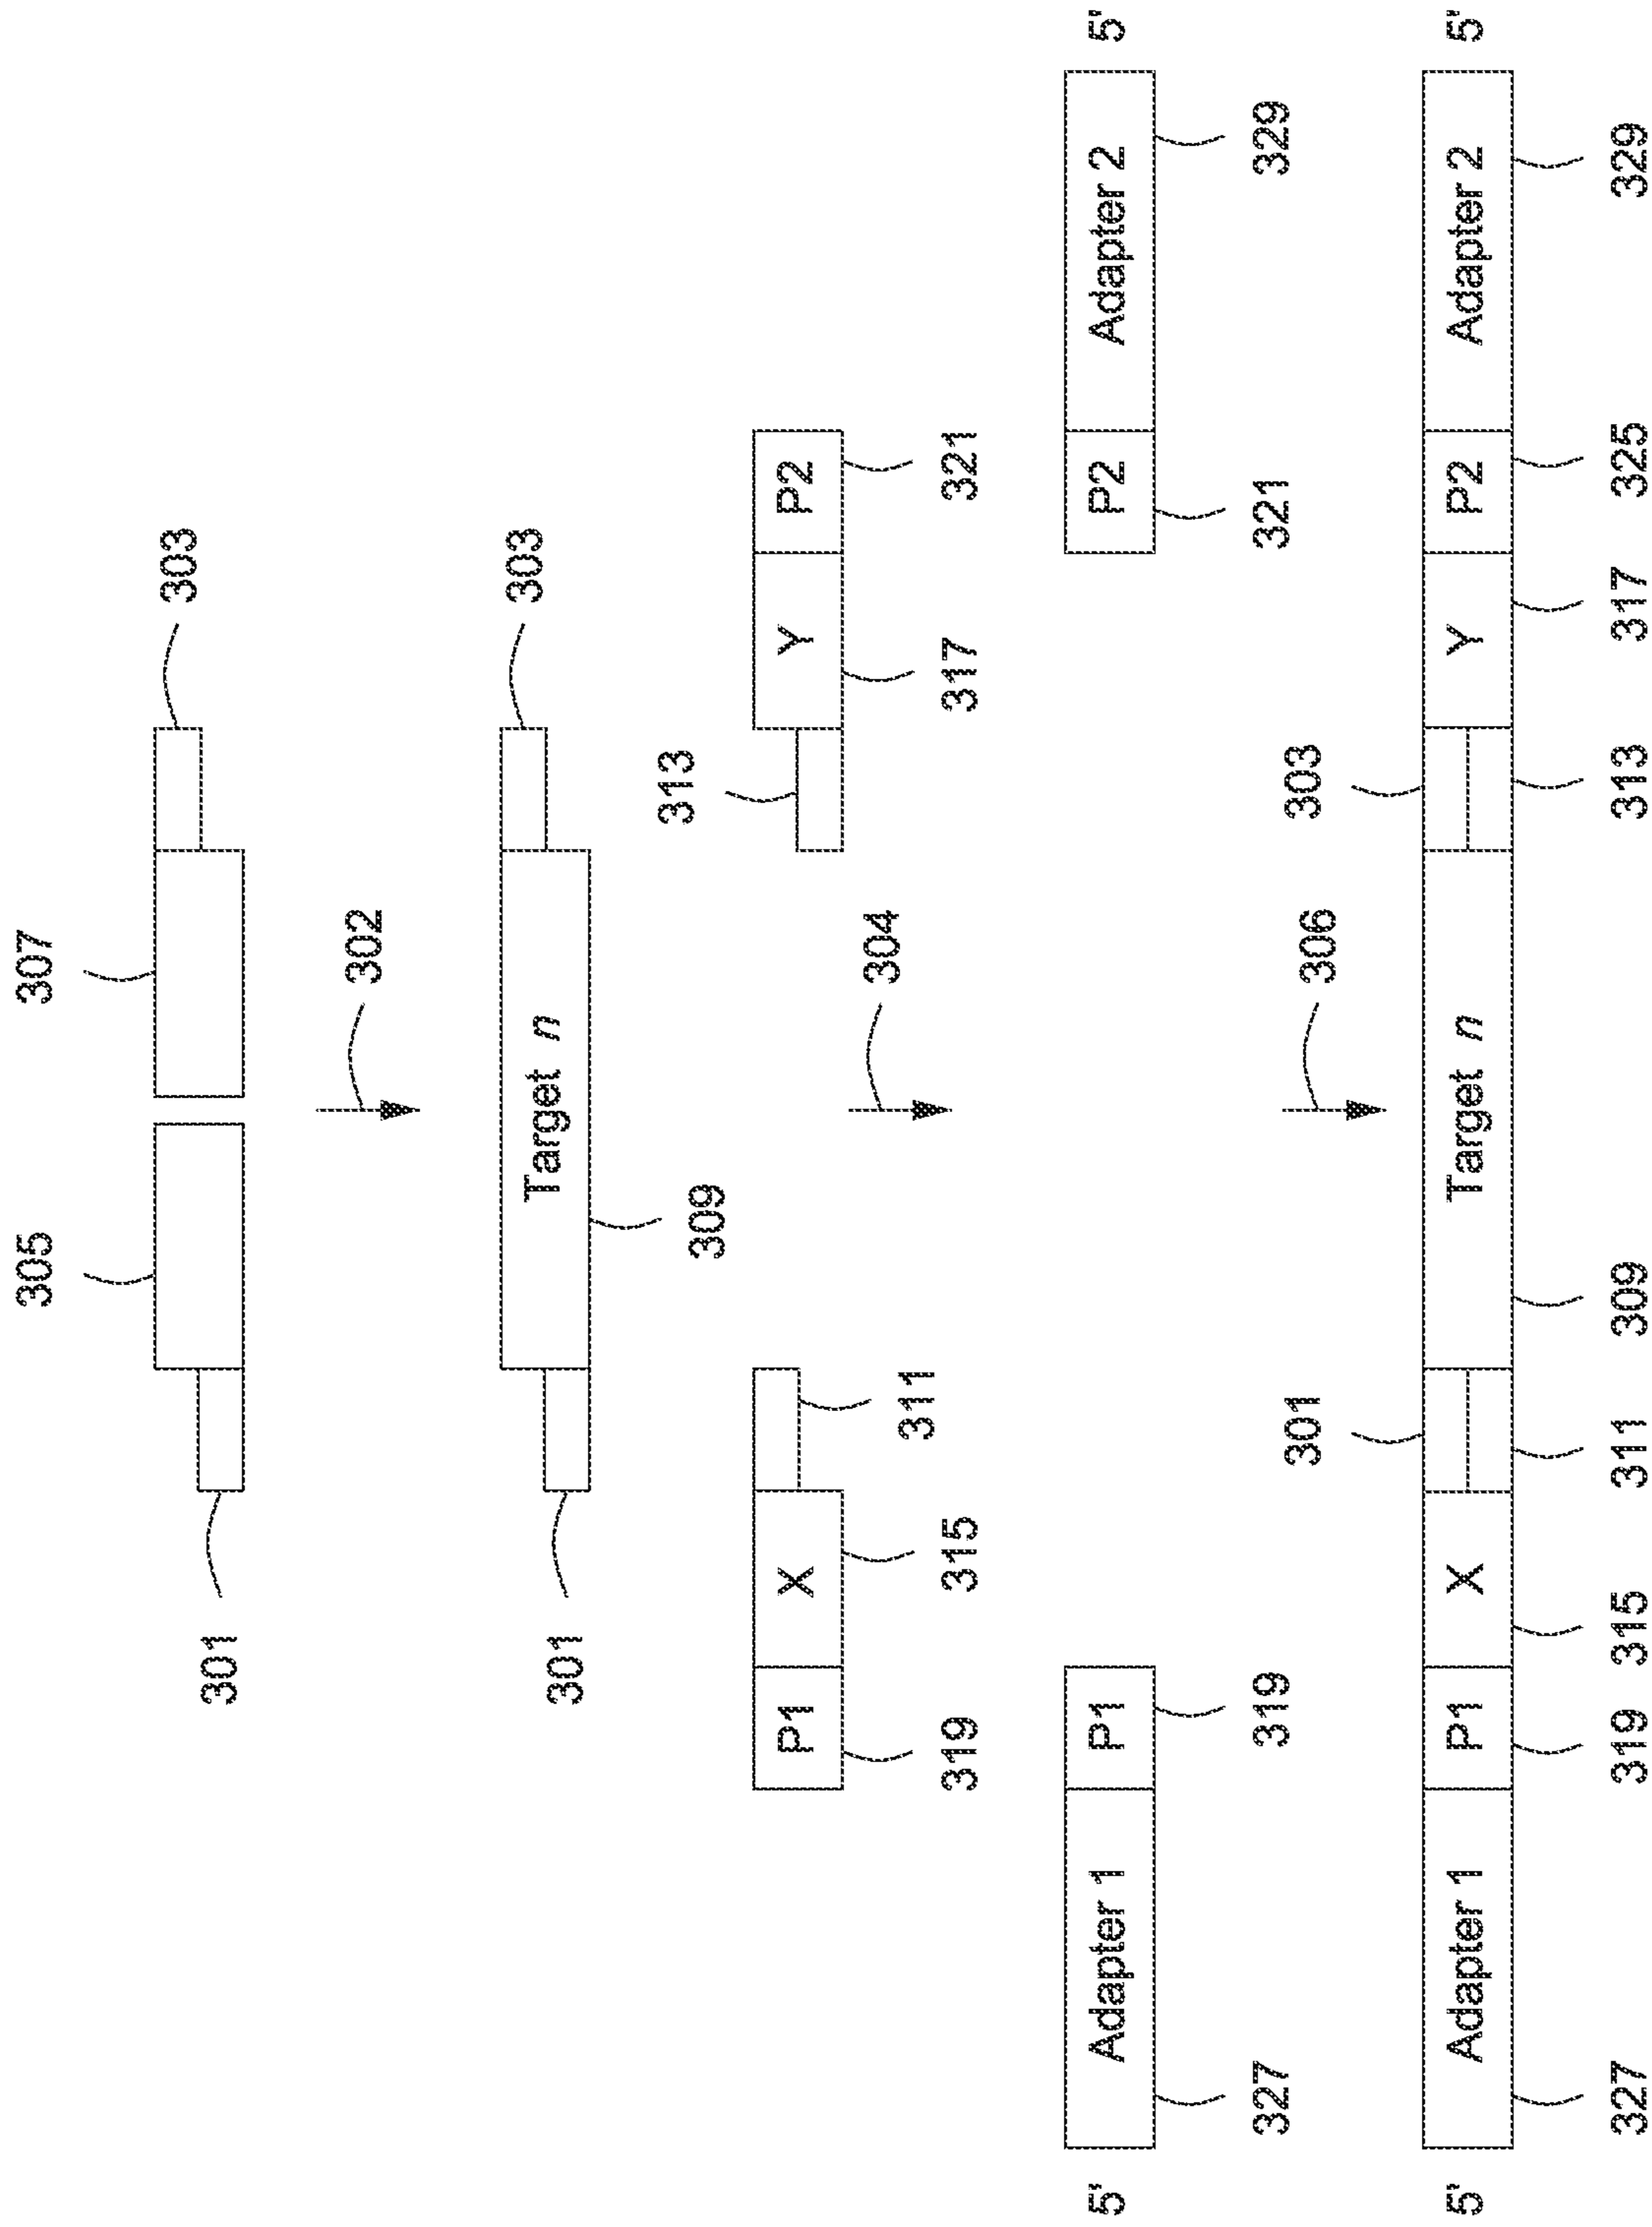 305 307
301 303
302
301 Target n 303
309
313
P1 X Y P2
319 315 311 317 321
304
5' Adapter 1 P1 P2 Adapter 2 5'
327 319 321 329
306
301 303
5' Adapter 1 P1 X Target n Y P2 Adapter 2 5'
327 319 315 311 309 313 317 325 329